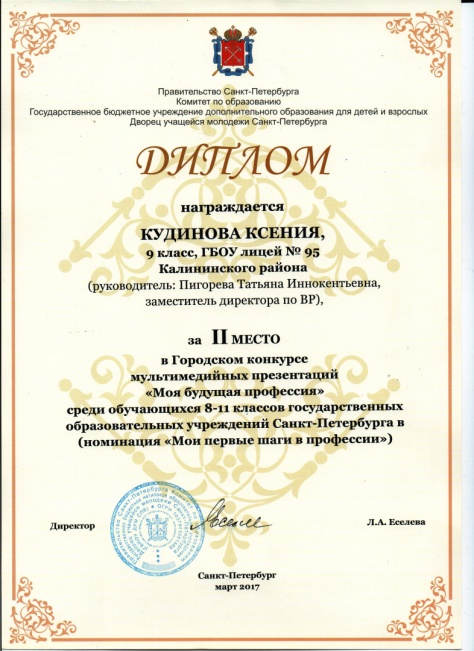 Правительство Санкт-Петербурга
Комитет по образованию
Государственное бюджетное учреждение дополнительного образования для детей и взрослых
Дворец учащейся молодежи Санкт-Петербурга
ДИПЛОМ
награждается
КУДИНОВА КСЕНИЯ,
9 класс, ГБОУ лицей № 95
Калининского района
(руководитель: Пигорева Татьяна Иннокентьевна,
заместитель директора по ВР),
за II МЕСТО
в Городском конкурсе
мультимедийных презентаций
«Моя будущая профессия»
среди обучающихся 8-11 классов государственных
образовательных учреждений Санкт-Петербурга в
(номинация «Мои первые шаги в профессии»)
Директор
Л.А. Еселева
Санкт-Петербург
март 2017